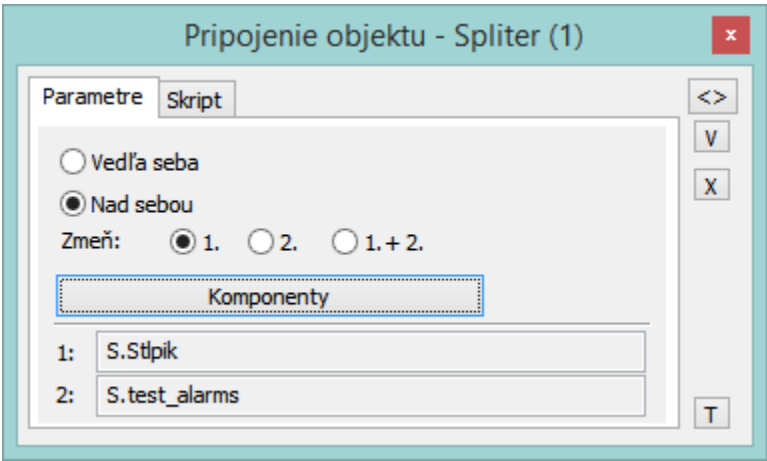 Pripojenie objektu - Spliter (1)
x
Parametre Skript
<>
V
Vedľa seba
X
Nad sebou
Zmeň: 1. 2. 1. + 2.
Komponenty
1: S.Stlpik
2: S.test_alarms
T